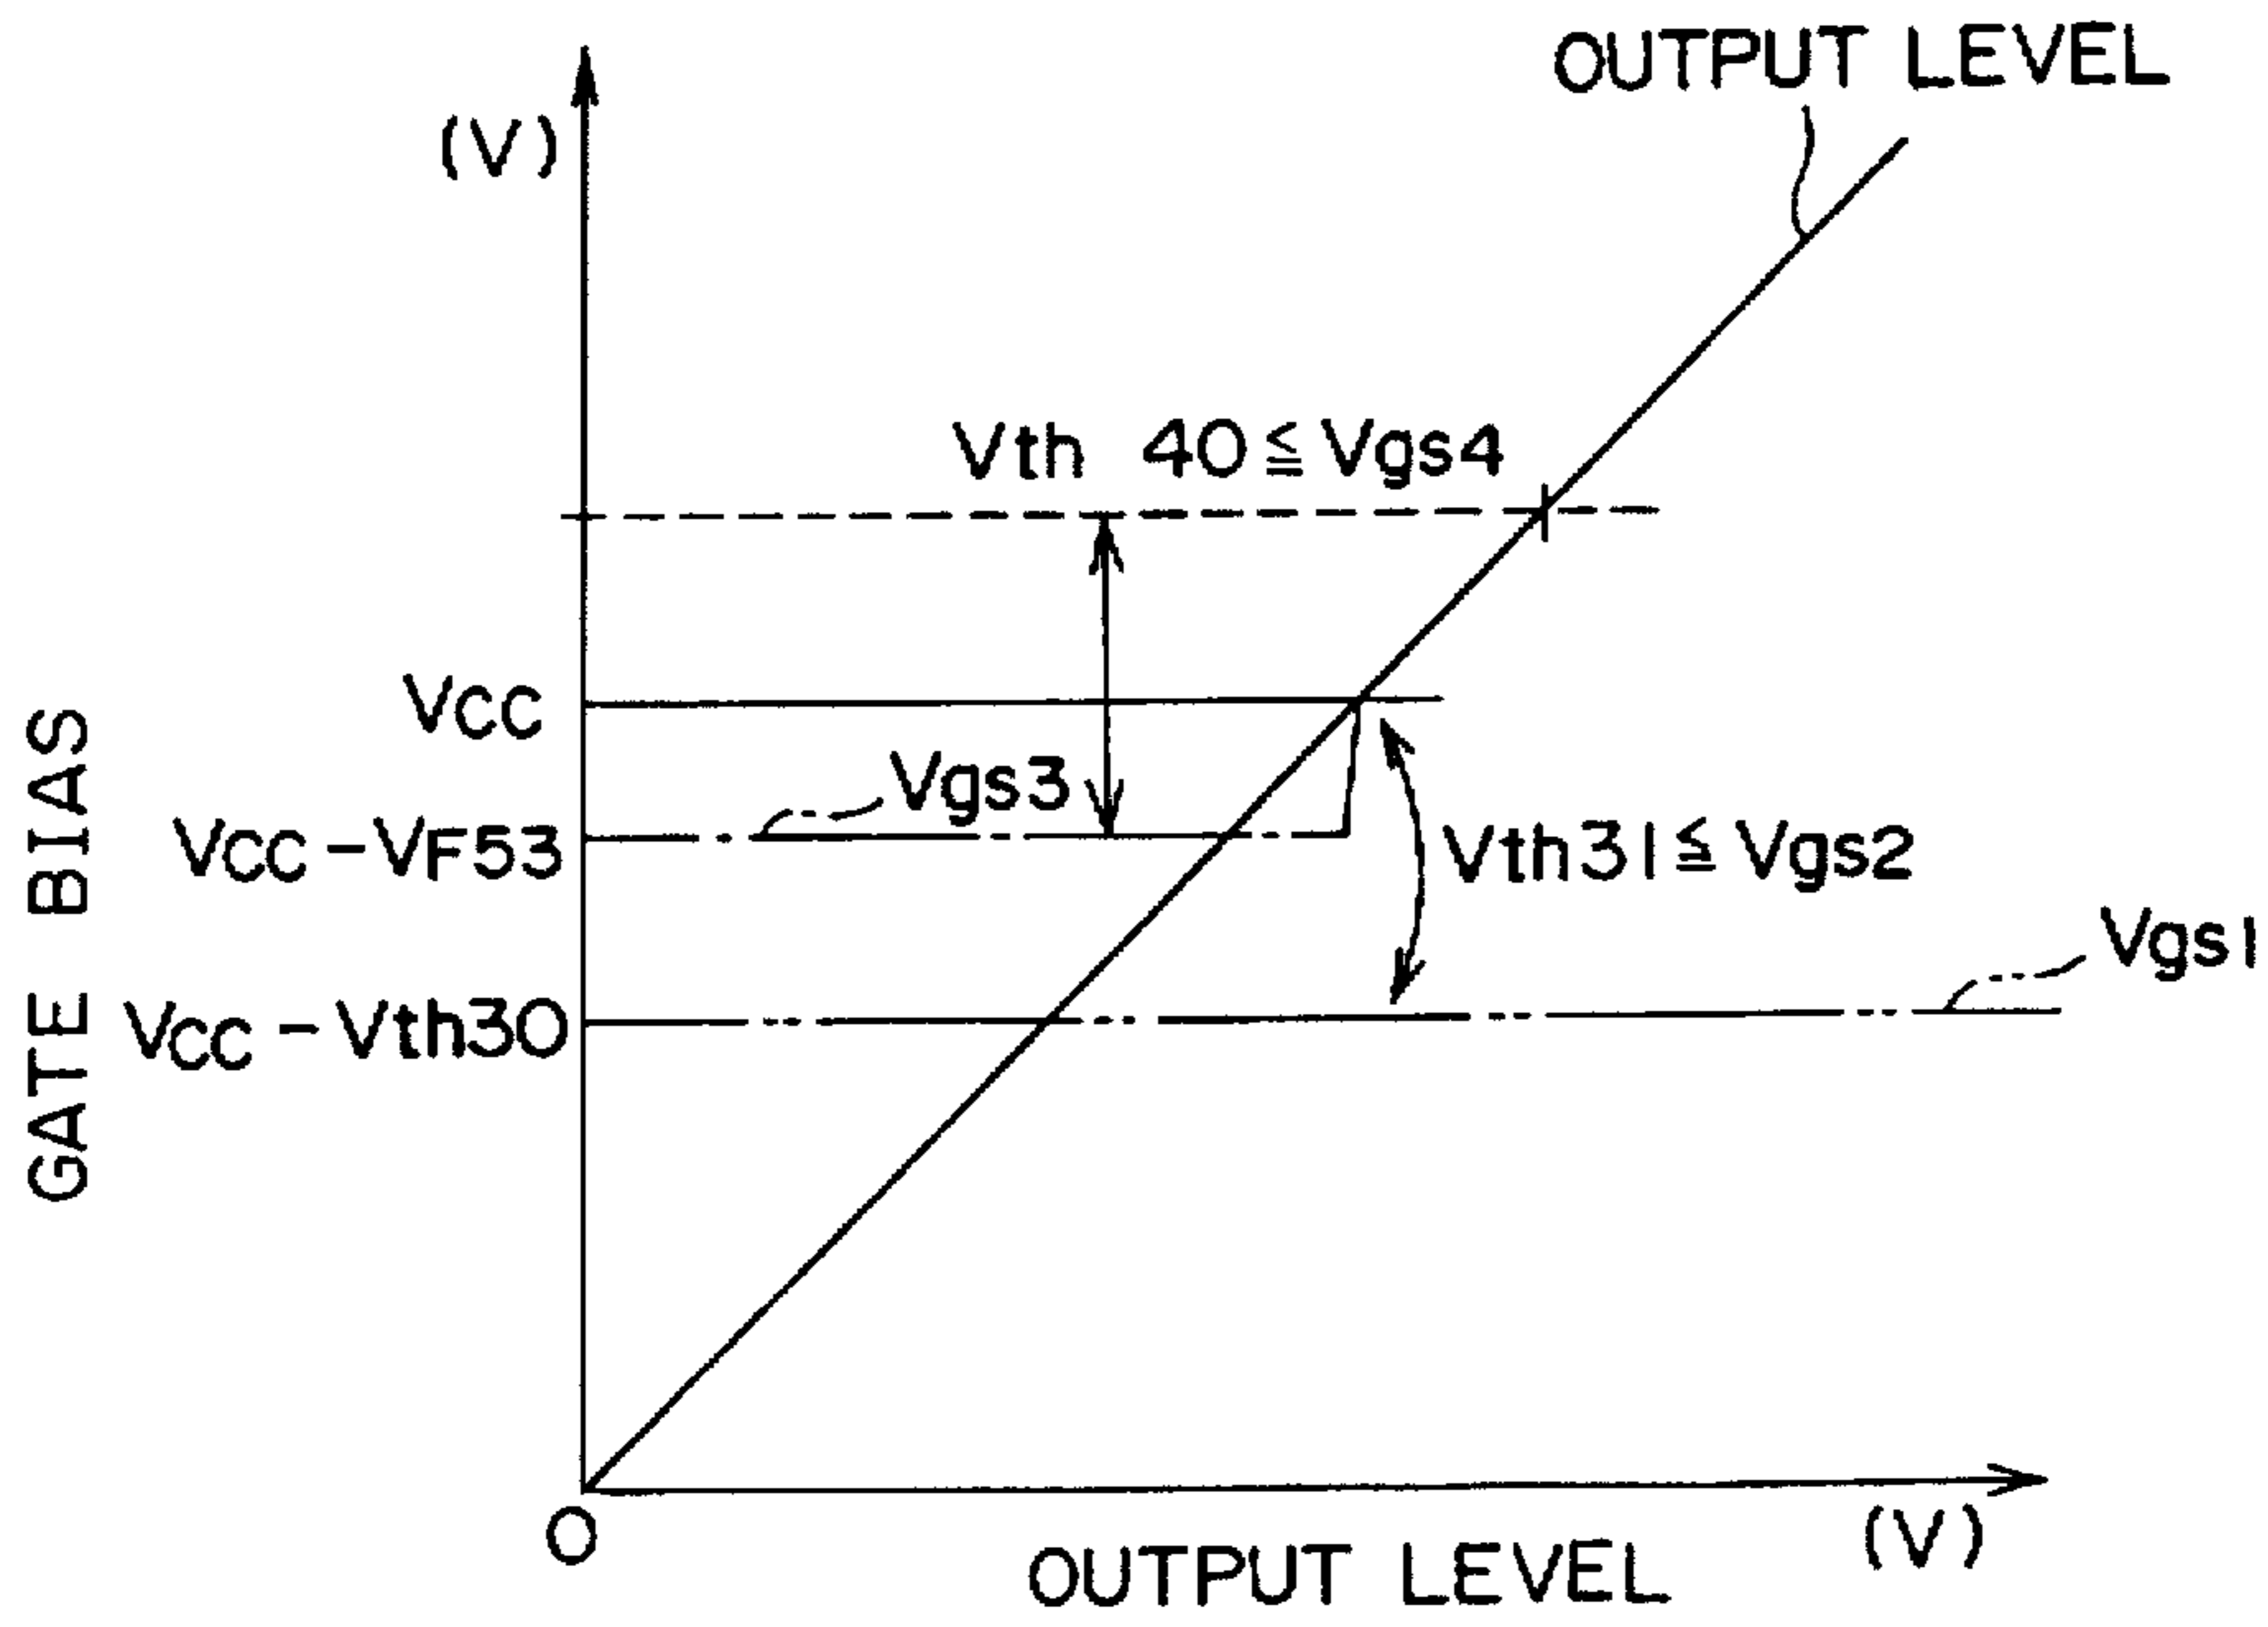 OUTPUT LEVEL
(V)
Vth 40≦Vgs4
VCC
Vgs3
VCC-VF53
Vth31≦Vgs2
Vgs1
VCC-Vth30
GATE BIAS
O
(V)
OUTPUT LEVEL